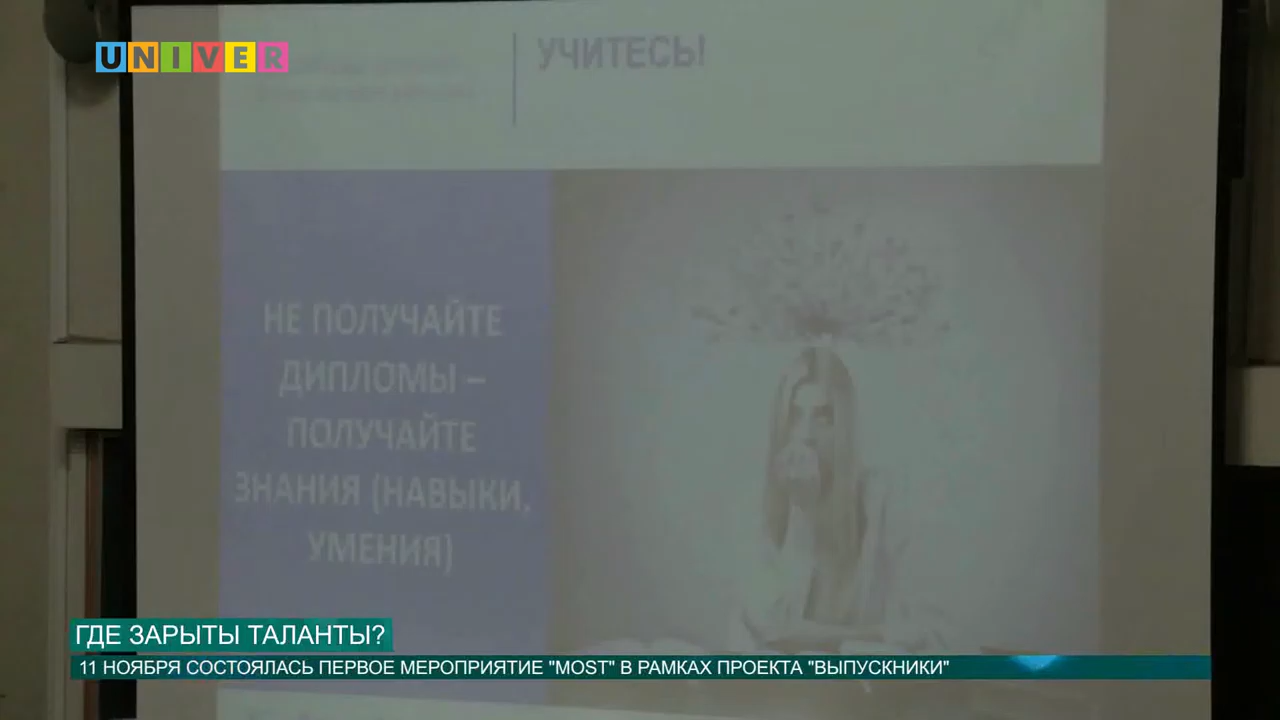 UNIVER
УЧИТЕСЬ!
НЕ ПОЛУЧАЙТЕ
ДИПЛОМЫ –
ПОЛУЧАЙТЕ
ЗНАНИЯ (НАВЫКИ,
УМЕНИЯ)
ГДЕ ЗАРЫТЫ ТАЛАНТЫ?
11 НОЯБРЯ СОСТОЯЛАСЬ ПЕРВОЕ МЕРОПРИЯТИЕ "MOST" В РАМКАХ ПРОЕКТА "ВЫПУСКНИКИ"